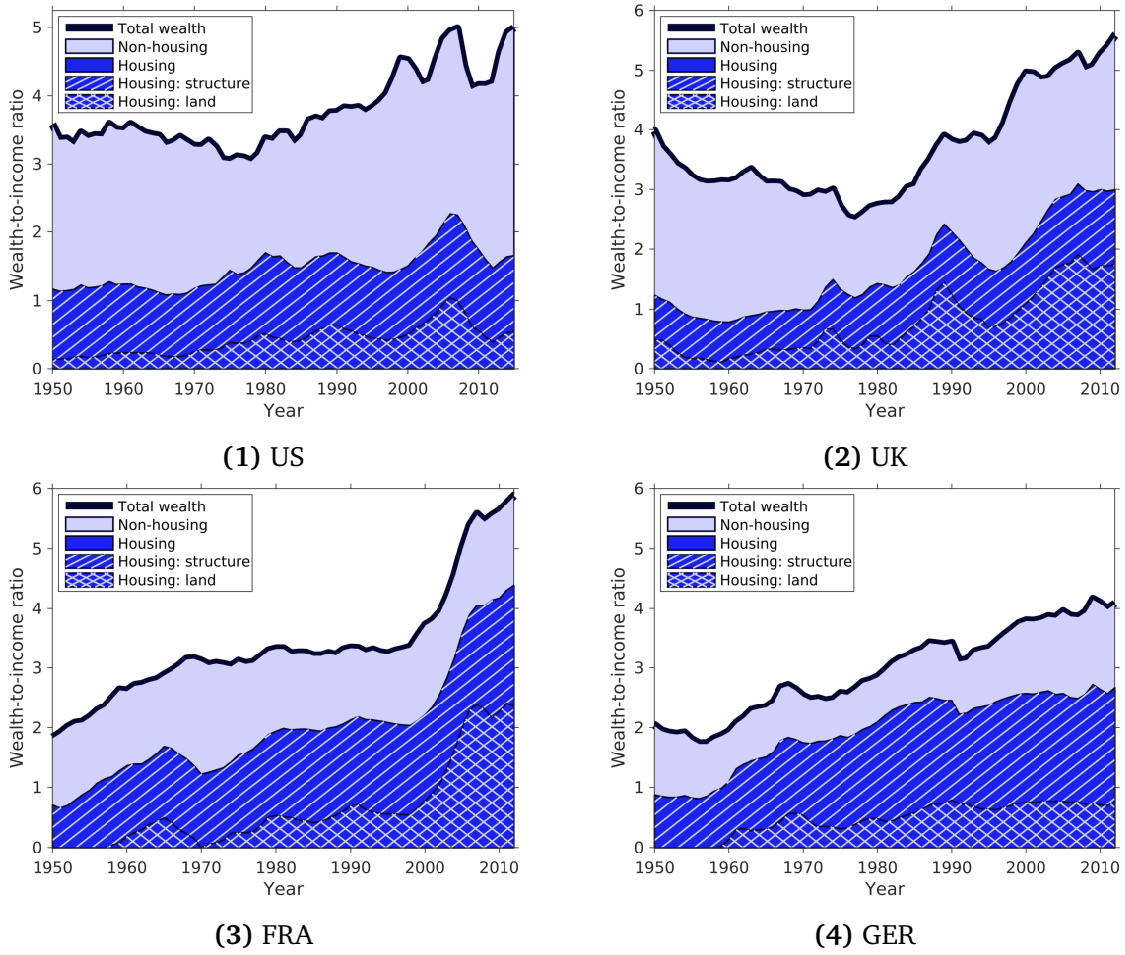 Total wealth
Non-housing
Housing
Housing: structure
Housing: land
Wealth-to-income ratio
5
4
3
2
1
0
1950 1960 1970 1980 1990 2000 2010
Year
(1) US
Total wealth
Non-housing
Housing
Housing: structure
Housing: land
Wealth-to-income ratio
6
5
4
3
2
1
0
1950 1960 1970 1980 1990 2000 2010
Year
(2) UK
Total wealth
Non-housing
Housing
Housing: structure
Housing: land
Wealth-to-income ratio
6
5
4
3
2
1
0
1950 1960 1970 1980 1990 2000 2010
Year
(3) FRA
Total wealth
Non-housing
Housing
Housing: structure
Housing: land
Wealth-to-income ratio
6
5
4
3
2
1
0
1950 1960 1970 1980 1990 2000 2010
Year
(4) GER